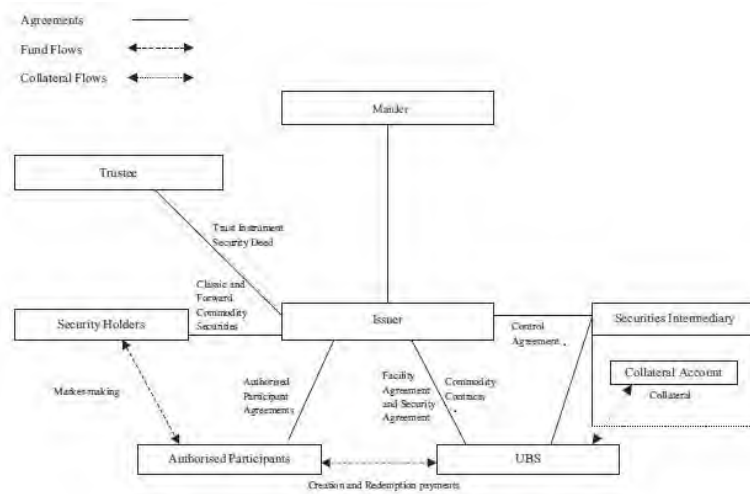 Agreements
Fund Flows
Collateral Flows
Trustee
Trust Instrument
Security Deed
Classic and
Forward
Commodity
Securities
Security Holders
Issuer
Control
Agreement
Securities Intermediary
Collateral Account
Collateral
Market-making
Authorised
Participant
Agreements
Facility
Agreement
and Security
Agreement
Commodity
Contracts
Authorised Participants
UBS
Creation and Redemption payments